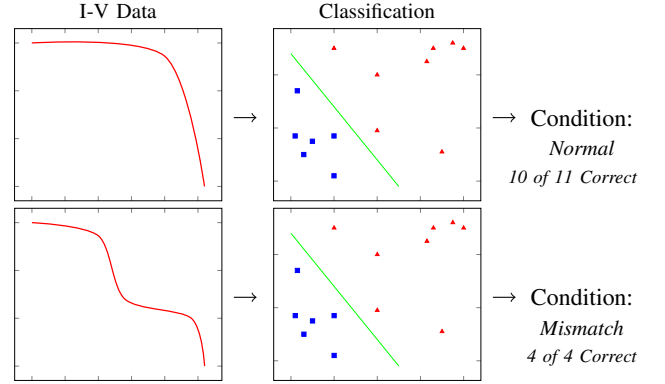 I-V Data
Classification
Condition:
Normal
10 of 11 Correct
Condition:
Mismatch
4 of 4 Correct